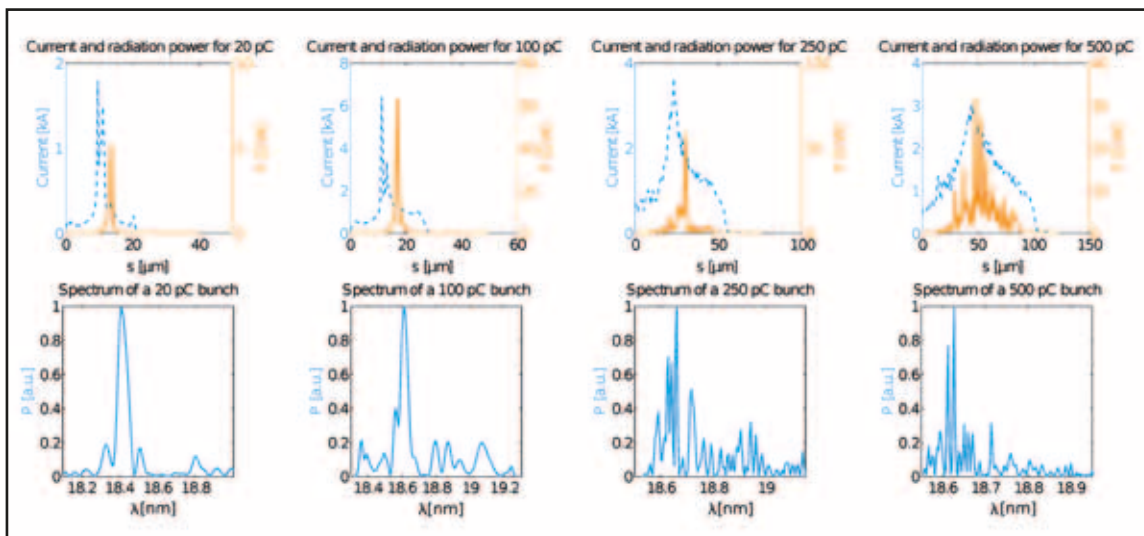 Current and radiation power for 20 pC
Current and radiation power for 100 pC
Current and radiation power for 250 pC
Current and radiation power for 500 pC
2
1
0
Current [kA]
0 20 40
s [µm]
8
6
4
2
0
Current [kA]
0 20 40 60
s [µm]
4
2
0
Current [kA]
0 50 100
s [µm]
4
3
2
1
0
Current [kA]
0 50 100 150
s [µm]
Spectrum of a 20 pC bunch
Spectrum of a 100 pC bunch
Spectrum of a 250 pC bunch
Spectrum of a 500 pC bunch
1
0.8
0.6
0.4
0.2
0
P [a.u.]
18.2 18.4 18.6 18.8
λ[nm]
1
0.8
0.6
0.4
0.2
0
P [a.u.]
18.4 18.6 18.8 19 19.2
λ[nm]
1
0.8
0.6
0.4
0.2
0
P [a.u.]
18.6 18.8 19
λ[nm]
1
0.8
0.6
0.4
0.2
0
P [a.u.]
18.6 18.7 18.8 18.9
λ[nm]